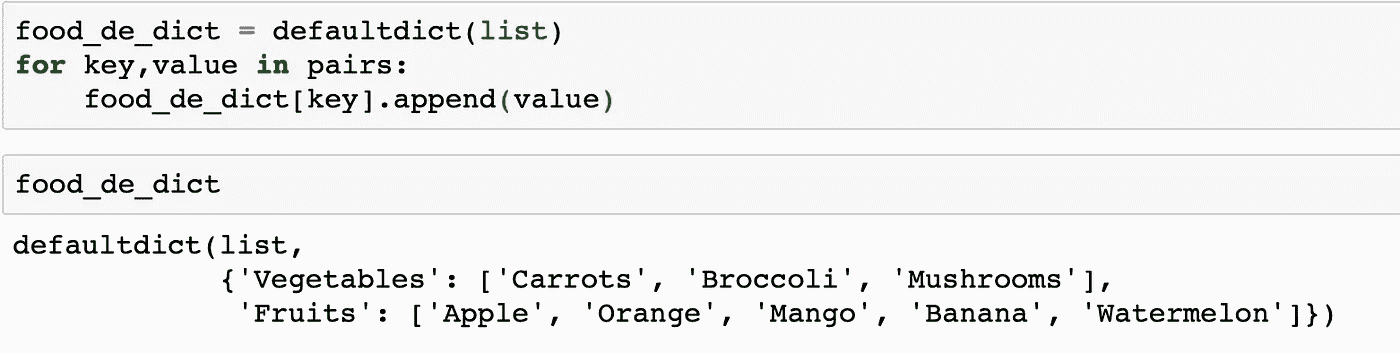 food_de_dict = defaultdict(list)
for key,value in pairs:
    food_de_dict[key].append(value)
food_de_dict
defaultdict(list,
            {'Vegetables': ['Carrots', 'Broccoli', 'Mushrooms'],
             'Fruits': ['Apple', 'Orange', 'Mango', 'Banana', 'Watermelon']})